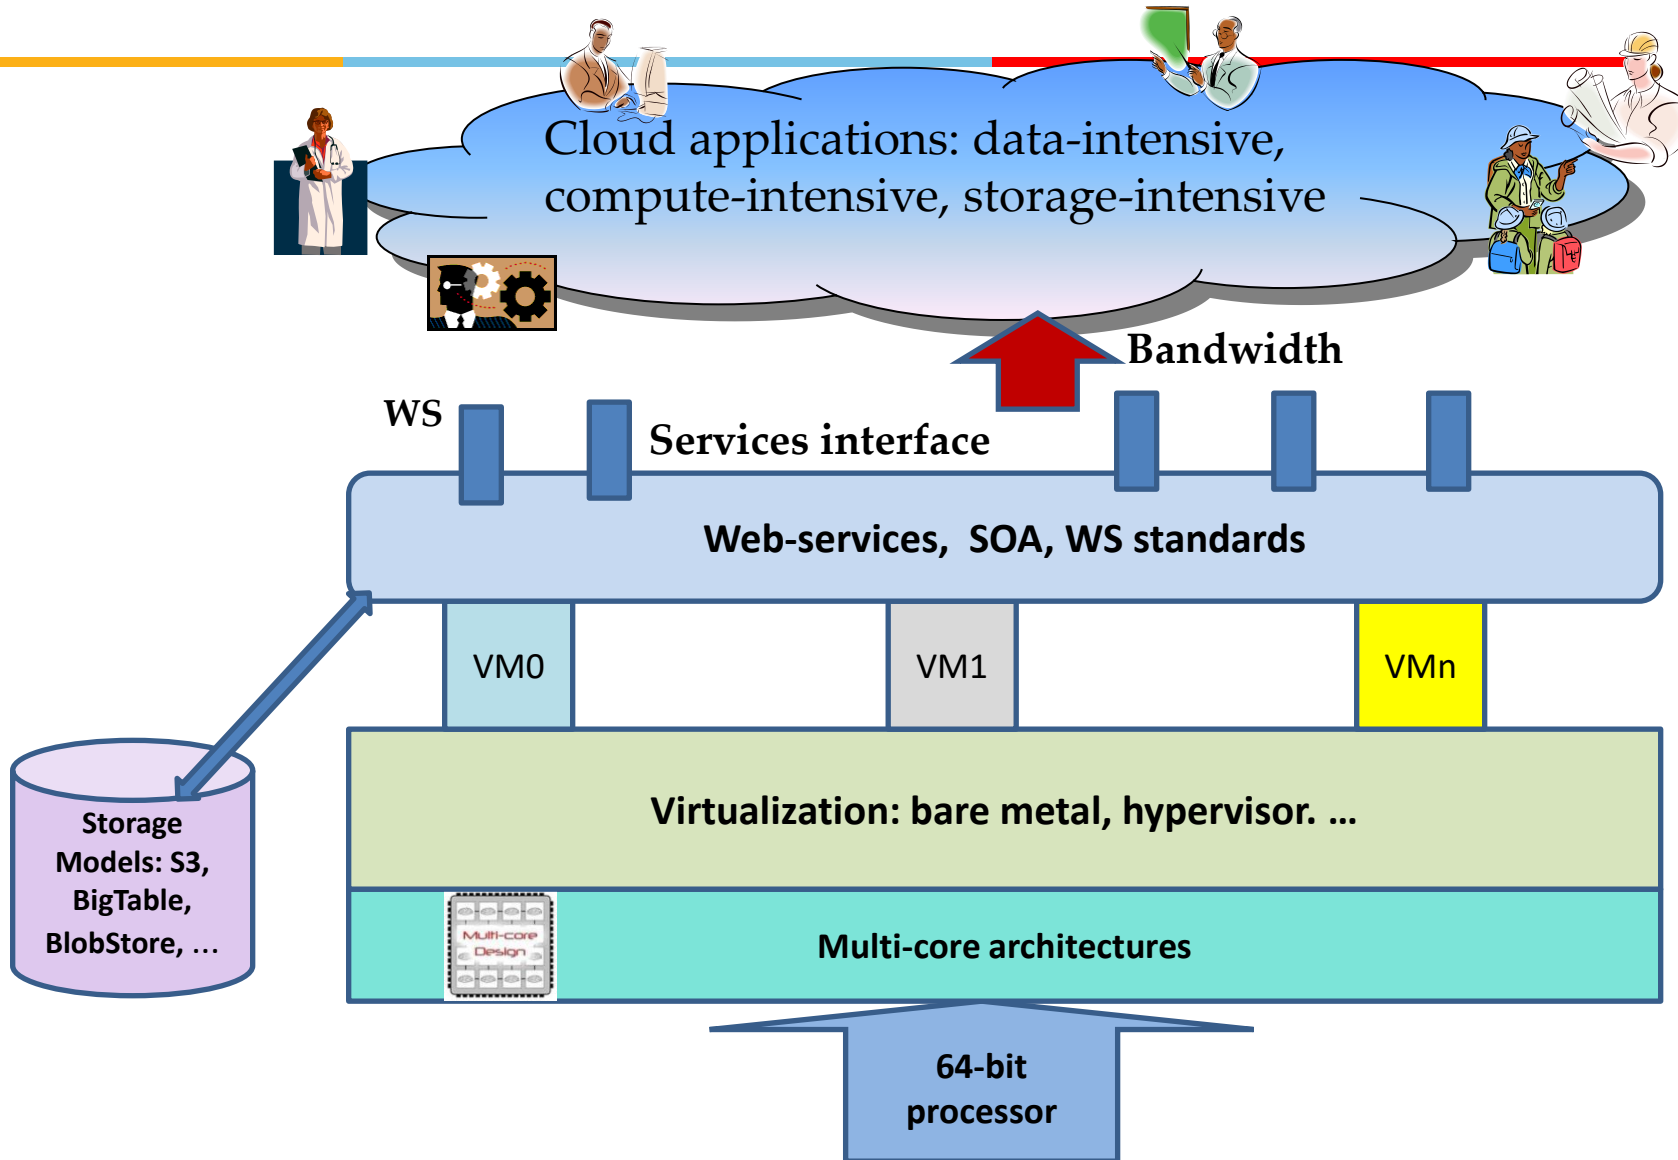 Cloud applications: data-intensive,
compute-intensive, storage-intensive
Bandwidth
WS
Services interface
Web-services,  SOA, WS standards
VM0
VM1
VMn
Virtualization: bare metal, hypervisor. …
Storage
Models: S3,
BigTable,
BlobStore, …
Multi-core
Design
Multi-core architectures
64-bit
processor